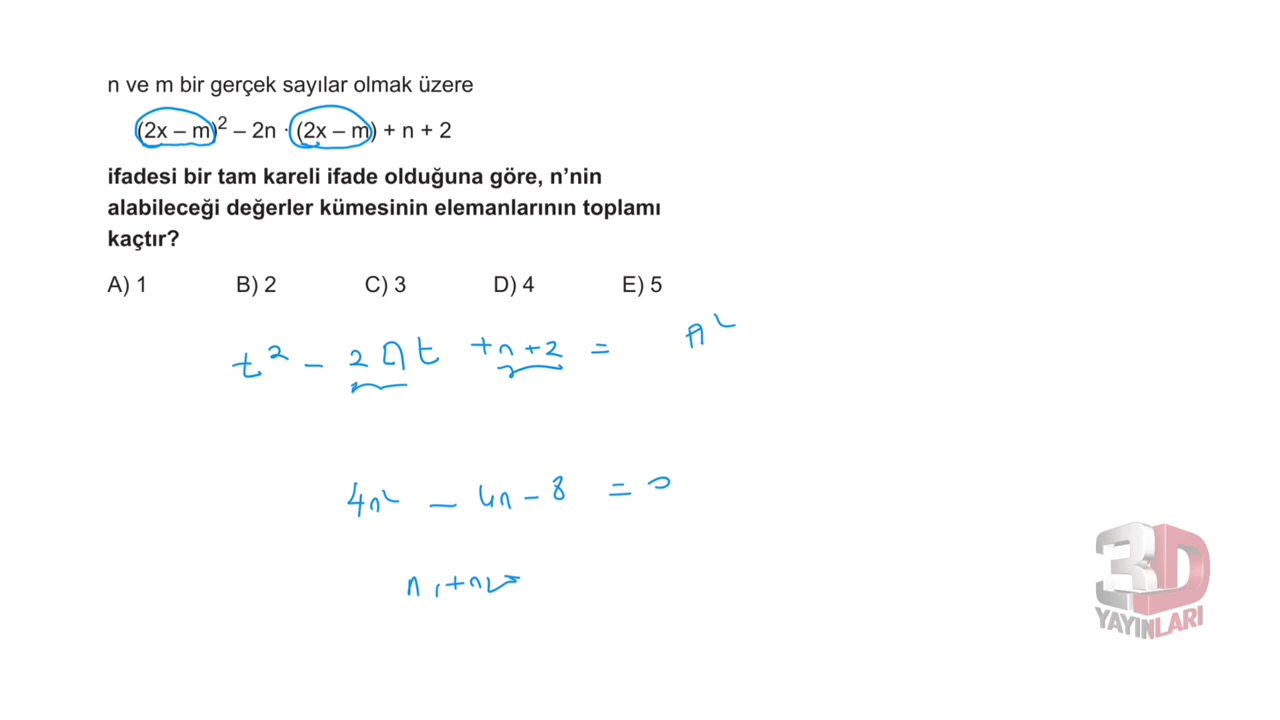 n ve m bir gerçek sayılar olmak üzere
(2x – m)² – 2n · (2x – m) + n + 2
ifadesi bir tam kareli ifade olduğuna göre, n’nin
alabileceği değerler kümesinin elemanlarının toplamı
kaçtır?
A) 1 B) 2 C) 3 D) 4 E) 5
t² – 2nt + n + 2 =
4n² – 4n – 8 = 0
n₁ + n₂
3D
YAYINLARI